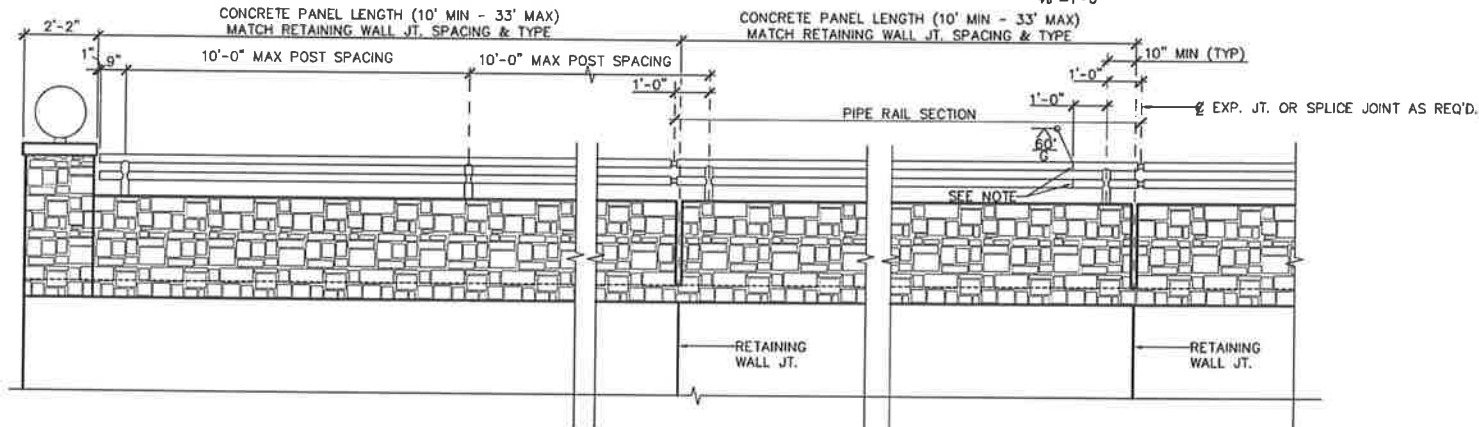 CONCRETE PANEL LENGTH (10' MIN - 33' MAX)
MATCH RETAINING WALL JT. SPACING & TYPE
CONCRETE PANEL LENGTH (10' MIN - 33' MAX)
MATCH RETAINING WALL JT. SPACING & TYPE
2'-2"
1"
9"
10'-0" MAX POST SPACING
10'-0" MAX POST SPACING
10" MIN (TYP)
1'-0"
1'-0"
1'-0"
PIPE RAIL SECTION
℄ EXP. JT. OR SPLICE JOINT AS REQ'D.
60°
G
SEE NOTE
RETAINING
WALL JT.
RETAINING
WALL JT.